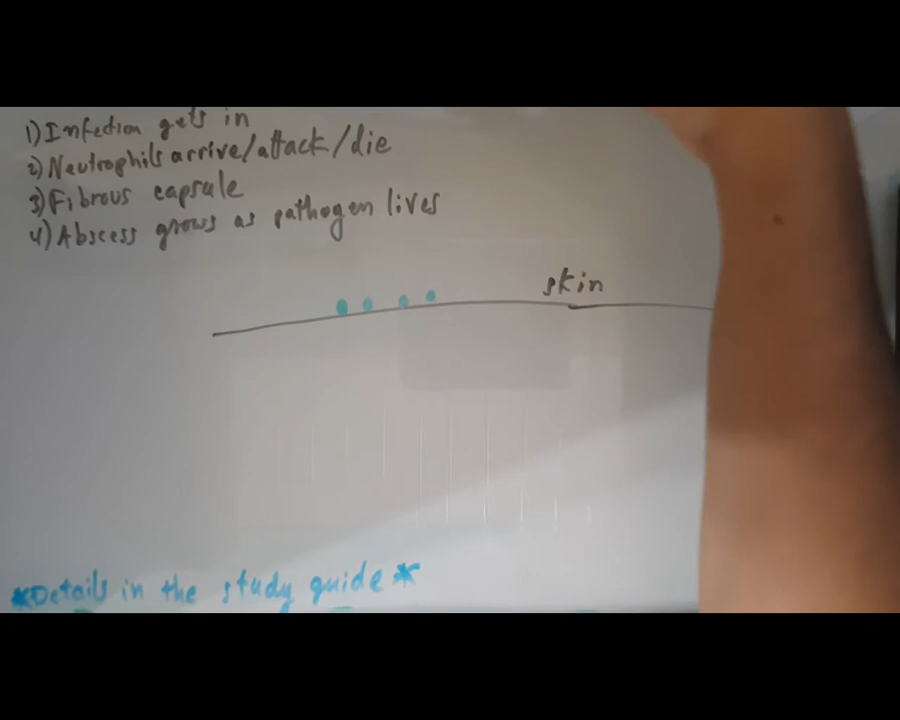 1) Infection gets in
2) Neutrophils arrive/attack/die
3) Fibrous capsule
4) Abscess grows as pathogen lives
skin
*Details in the study guide*